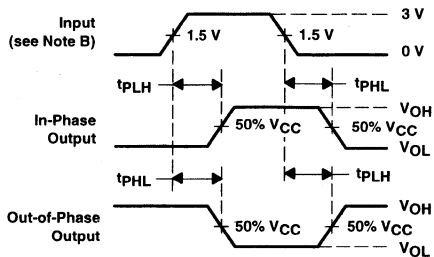 3 V
Input
(see Note B)
1.5 V
1.5 V
0 V
tPLH
tPHL
In-Phase
Output
50% VCC
VOH
50% VCC
VOL
tPHL
tPLH
Out-of-Phase
Output
50% VCC
VOH
50% VCC
VOL